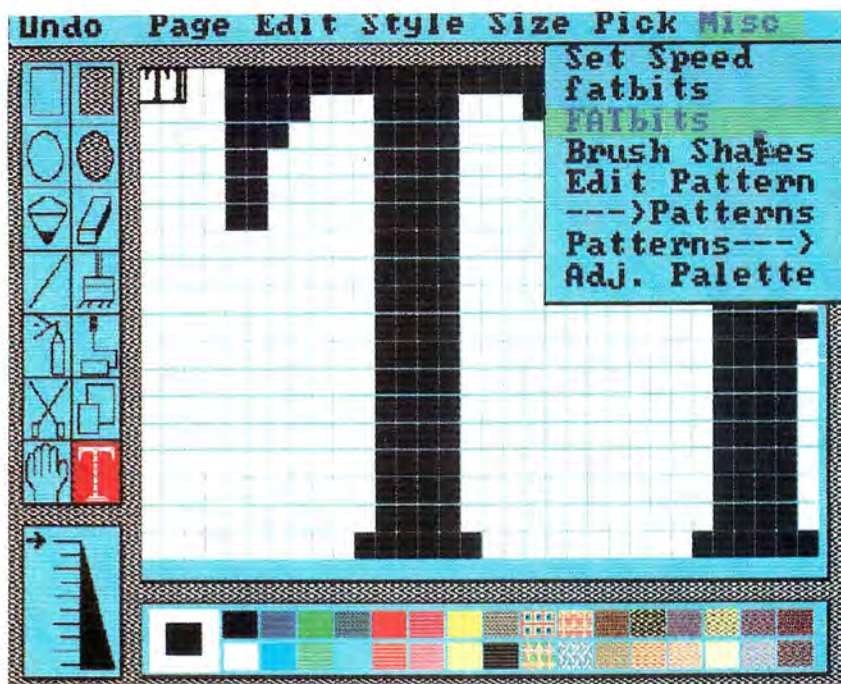 Undo Page Edit Style Size Pick Misc
Set Speed
fatbits
FATbits
Brush Shapes
Edit Pattern
--->Patterns
Patterns--->
Adj. Palette
T